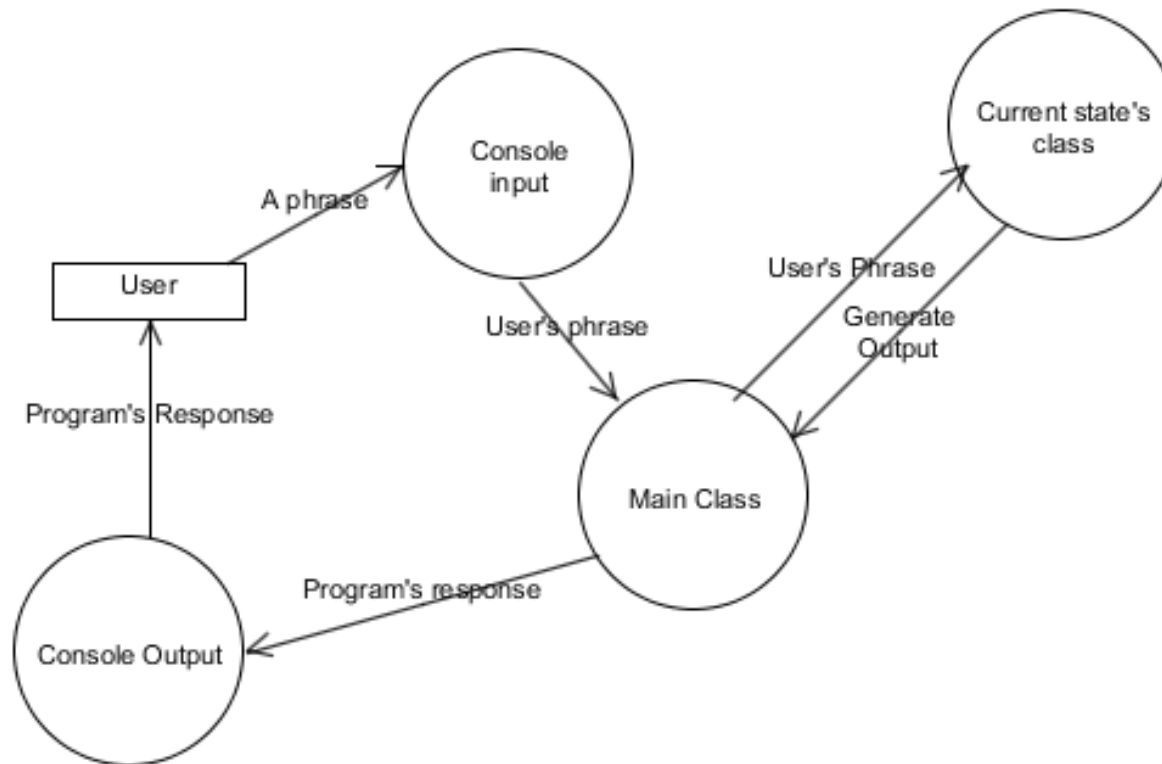 Current state's
class
Console
input
A phrase
User's Phrase
User
Generate
Output
User's phrase
Program's Response
Main Class
Program's response
Console Output